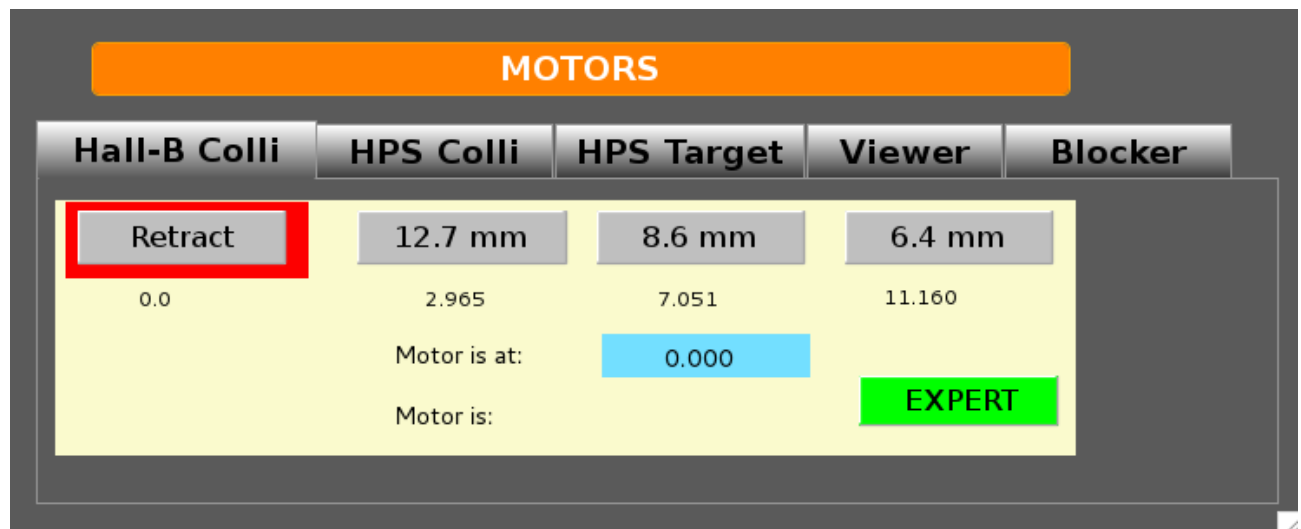 MOTORS
Hall-B Colli HPS Colli HPS Target Viewer Blocker
Retract 12.7 mm 8.6 mm 6.4 mm
0.0 2.965 7.051 11.160
Motor is at: 0.000
EXPERT
Motor is: